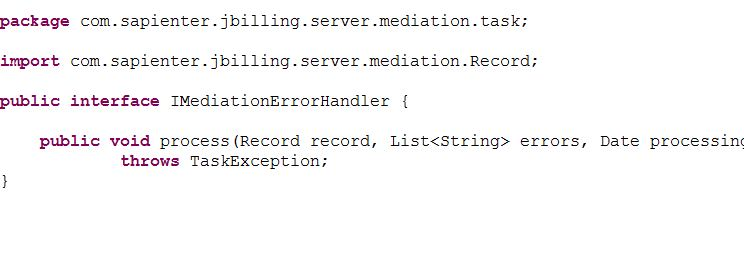 package com.sapienter.jbilling.server.mediation.task;
import com.sapienter.jbilling.server.mediation.Record;
public interface IMediationErrorHandler {
public void process(Record record, List<String> errors, Date processing
throws TaskException;
}